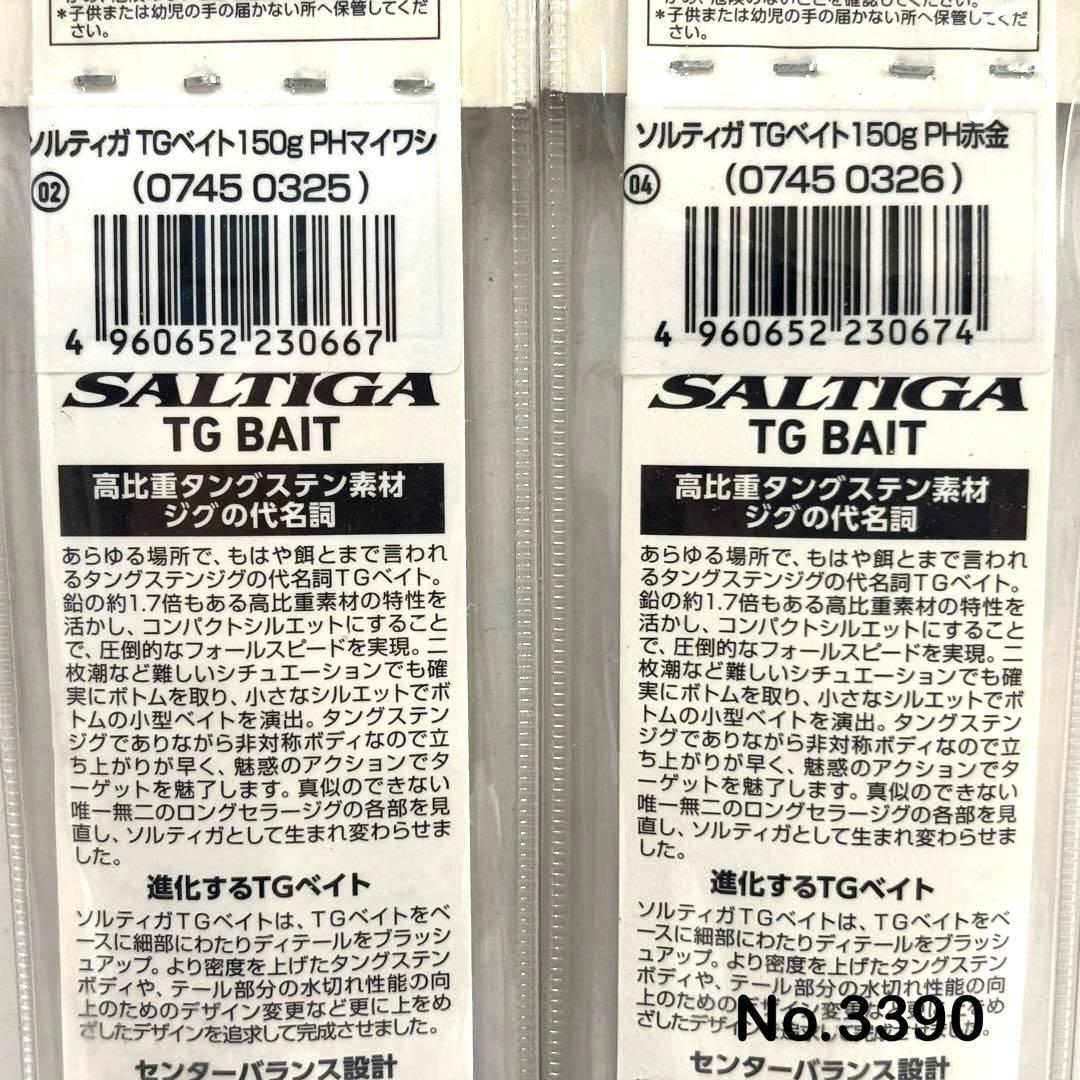 *子供または幼児の手の届かない所へ保管してくだ
さい。
ソルティガ TGベイト150g PHマイワシ
02 (0745 0325)
4 960652 230667
SALTIGA
TG BAIT
高比重タングステン素材
ジグの代名詞
あらゆる場所で、もはや餌とまで言われ
るタングステンジグの代名詞TGベイト。
鉛の約1.7倍もある高比重素材の特性を
活かし、コンパクトシルエットにすること
で、圧倒的なフォールスピードを実現。二
枚潮など難しいシチュエーションでも確
実にボトムを取り、小さなシルエットでボ
トムの小型ベイトを演出。タングステン
ジグでありながら非対称ボディなので立
ち上がりが早く、魅惑のアクションでタ
ーゲットを魅了します。真似のできない
唯一無二のロングセラージグの各部を見
直し、ソルティガとして生まれ変わらせま
した。
進化するTGベイト
ソルティガTGベイトは、TGベイトをベ
ースに細部にわたりディテールをブラッシ
ュアップ。より密度を上げたタングステン
ボディや、テール部分の水切れ性能の向
上のためのデザイン変更など更に上をめ
ざしたデザインを追求して完成させました。
センターバランス設計
*子供または幼児の手の届かない所へ保管してくだ
さい。
ソルティガ TGベイト150g PH赤金
04 (0745 0326)
4 960652 230674
SALTIGA
TG BAIT
高比重タングステン素材
ジグの代名詞
あらゆる場所で、もはや餌とまで言われ
るタングステンジグの代名詞TGベイト。
鉛の約1.7倍もある高比重素材の特性を
活かし、コンパクトシルエットにすること
で、圧倒的なフォールスピードを実現。二
枚潮など難しいシチュエーションでも確
実にボトムを取り、小さなシルエットでボ
トムの小型ベイトを演出。タングステン
ジグでありながら非対称ボディなので立
ち上がりが早く、魅惑のアクションでタ
ーゲットを魅了します。真似のできない
唯一無二のロングセラージグの各部を見
直し、ソルティガとして生まれ変わらせま
した。
進化するTGベイト
ソルティガTGベイトは、TGベイトをベ
ースに細部にわたりディテールをブラッシ
ュアップ。より密度を上げたタングステン
ボディや、テール部分の水切れ性能の向
上のためのデザイン変更など更に上をめ
ざしたデザインを追求して完成させました。
センターバランス設計
No.3390